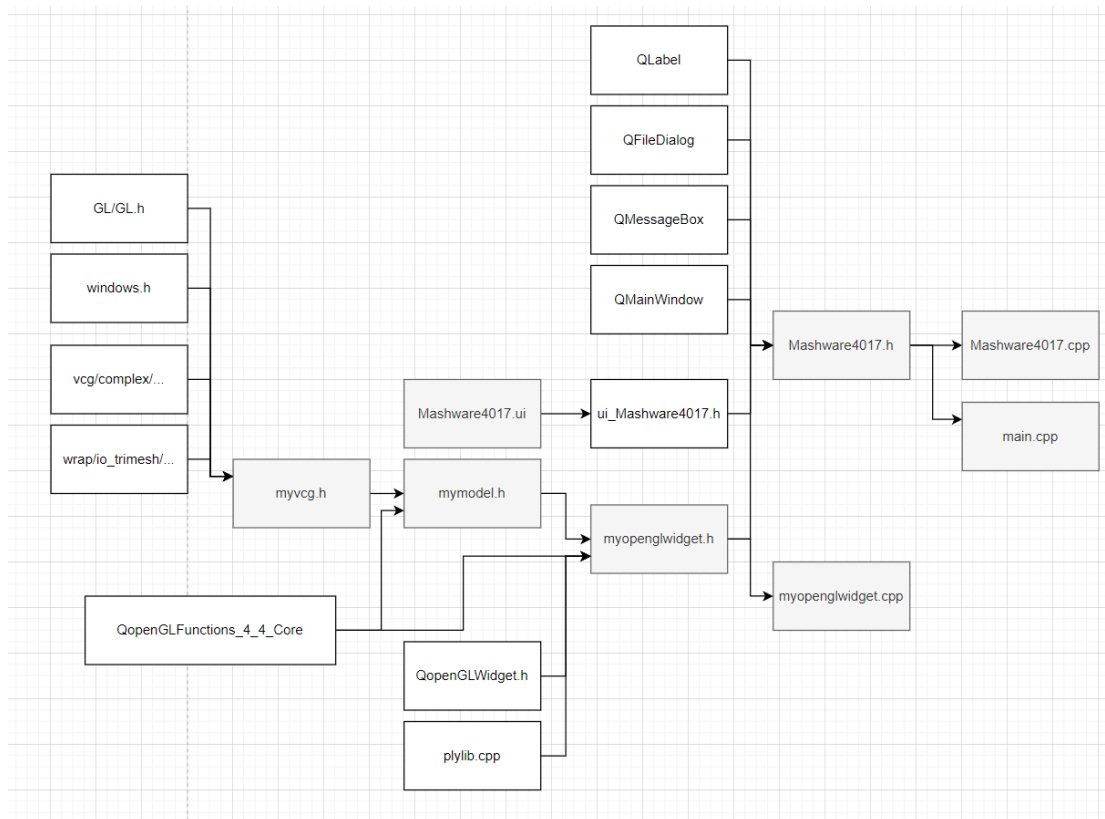 QLabel
QFileDialog
QMessageBox
QMainWindow
GL/GL.h
windows.h
vcg/complex/...
wrap/io_trimesh/...
Mashware4017.ui
ui_Mashware4017.h
Mashware4017.h
Mashware4017.cpp
main.cpp
myvcg.h
mymodel.h
myopenglwidget.h
myopenglwidget.cpp
QopenGLFunctions_4_4_Core
QopenGLWidget.h
plylib.cpp